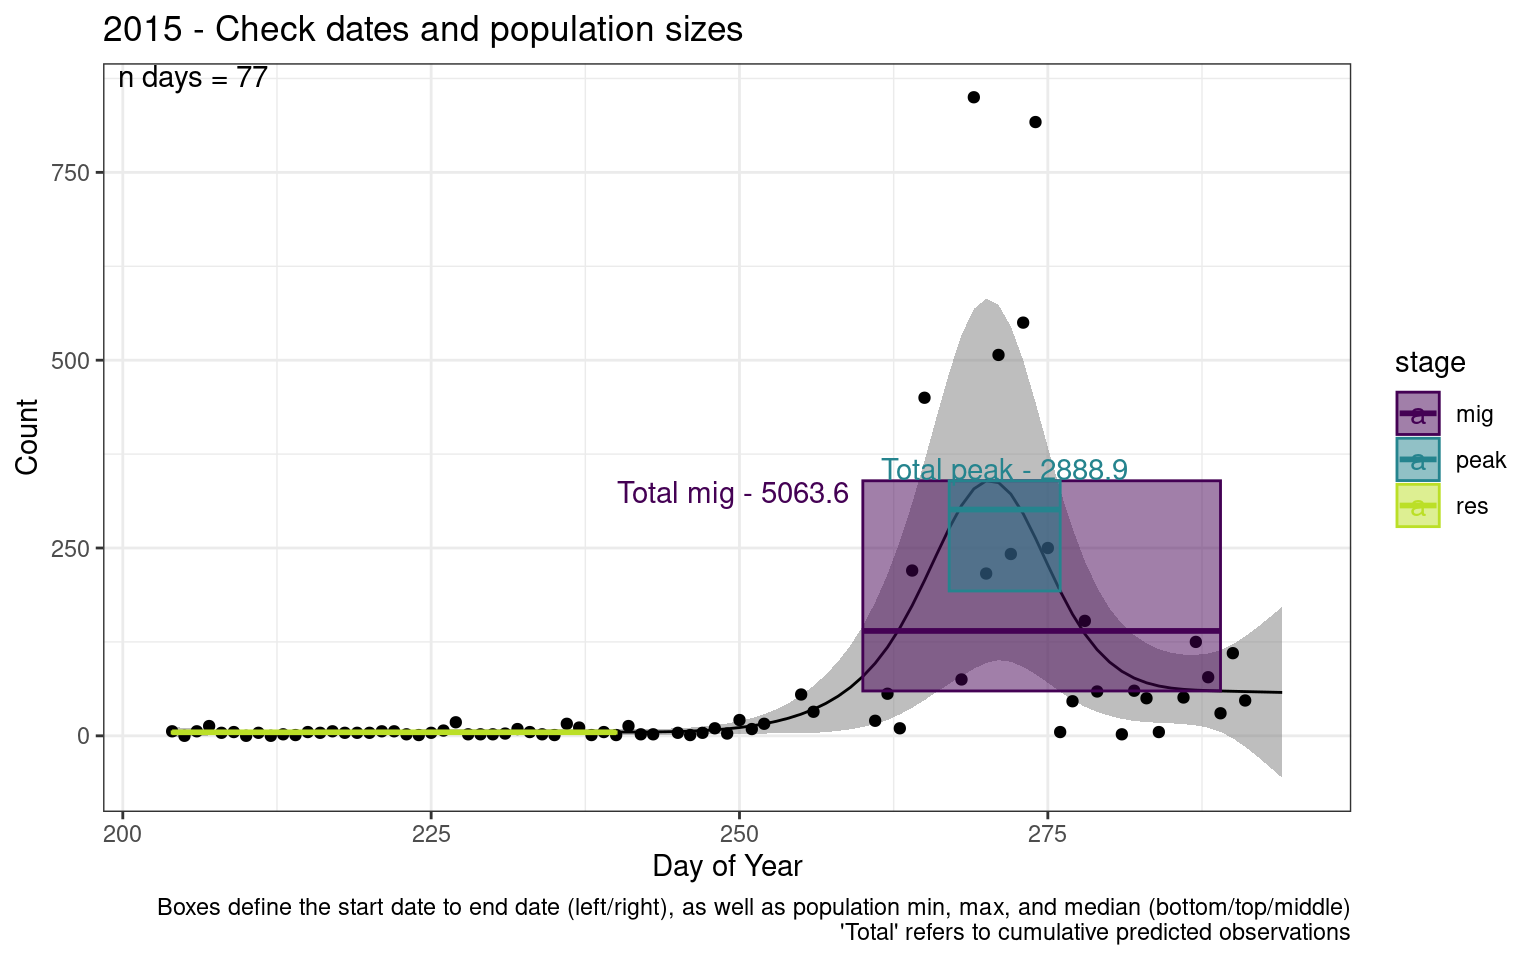 2015 - Check dates and population sizes
n days = 77
750
500
250
0
Count
Total peak - 2888.9
Total mig - 5063.6
200
225
250
275
Day of Year
stage
a mig
a peak
a res
Boxes define the start date to end date (left/right), as well as population min, max, and median (bottom/top/middle)
'Total' refers to cumulative predicted observations